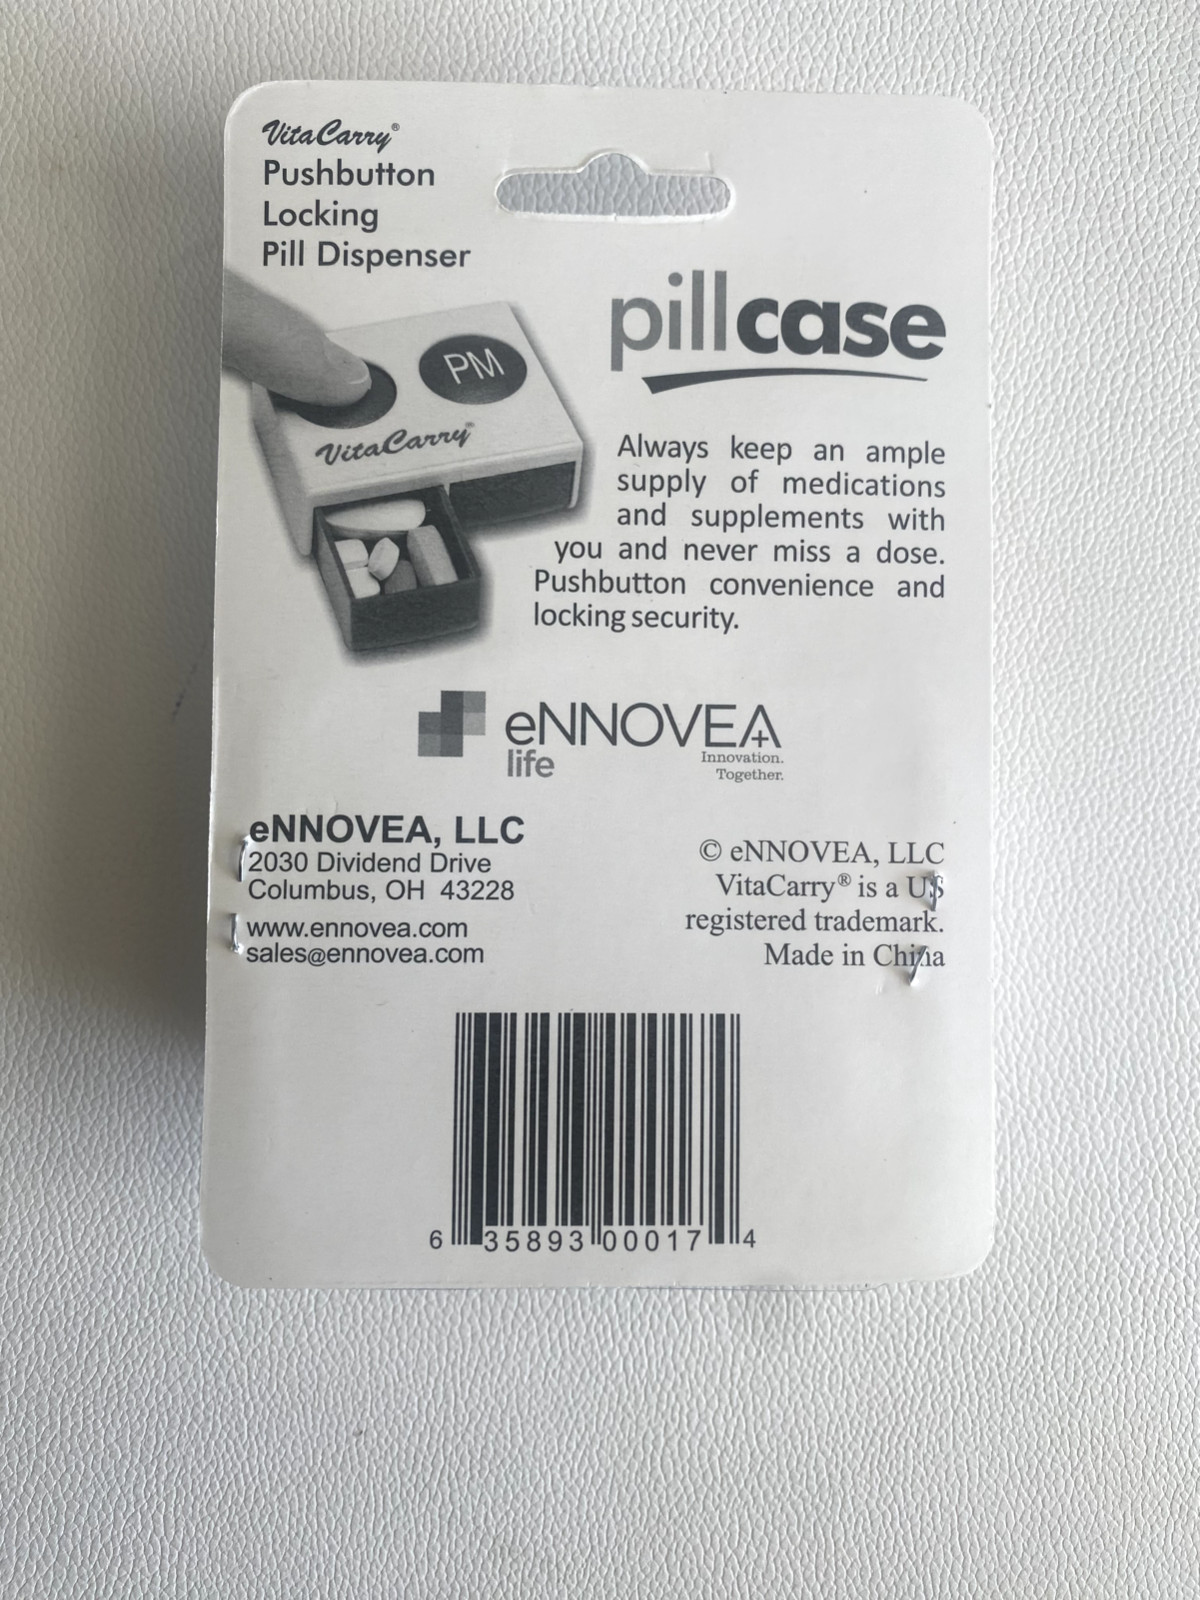 VitaCarry®
Pushbutton
Locking
Pill Dispenser
pillcase
PM
VitaCarry®
Always keep an ample
supply of medications
and supplements with
you and never miss a dose.
Pushbutton convenience and
locking security.
eNNOVEA
life
Innovation.
Together.
eNNOVEA, LLC
2030 Dividend Drive
Columbus, OH 43228
www.ennovea.com
sales@ennovea.com
© eNNOVEA, LLC
VitaCarry® is a US
registered trademark.
Made in China
6 35893 00017 4